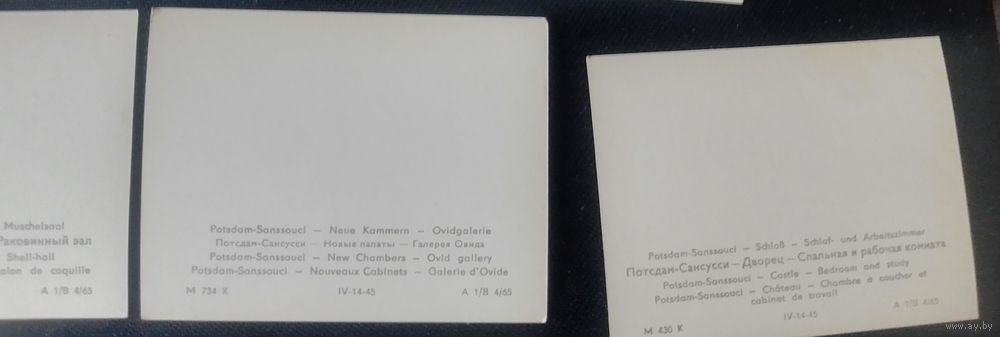 Muschelsaal
Раковинный зал
Shell-hall
de coquille
A 1/B 4/65
Potsdam-Sanssouci – Neue Kammern – Ovidgalerie
Потсдам-Сансусси – Новые палаты – Галерея Овида
Potsdam-Sanssouci – New Chambers – Ovid gallery
Potsdam-Sanssouci – Nouveaux Cabinets – Galerie d'Ovide
M 734 K IV-14-45 A 1/B 4/65
Potsdam-Sanssouci – Schloß – Schlaf- und Arbeitszimmer
Потсдам-Сансусси – Дворец – Спальная и рабочая комната
Potsdam-Sanssouci – Castle – Bedroom and study
Potsdam-Sanssouci – Château – Chambre à coucher et
cabinet de travail
M 430 K IV-14-45 A 1/B 4/65
www.ay.by